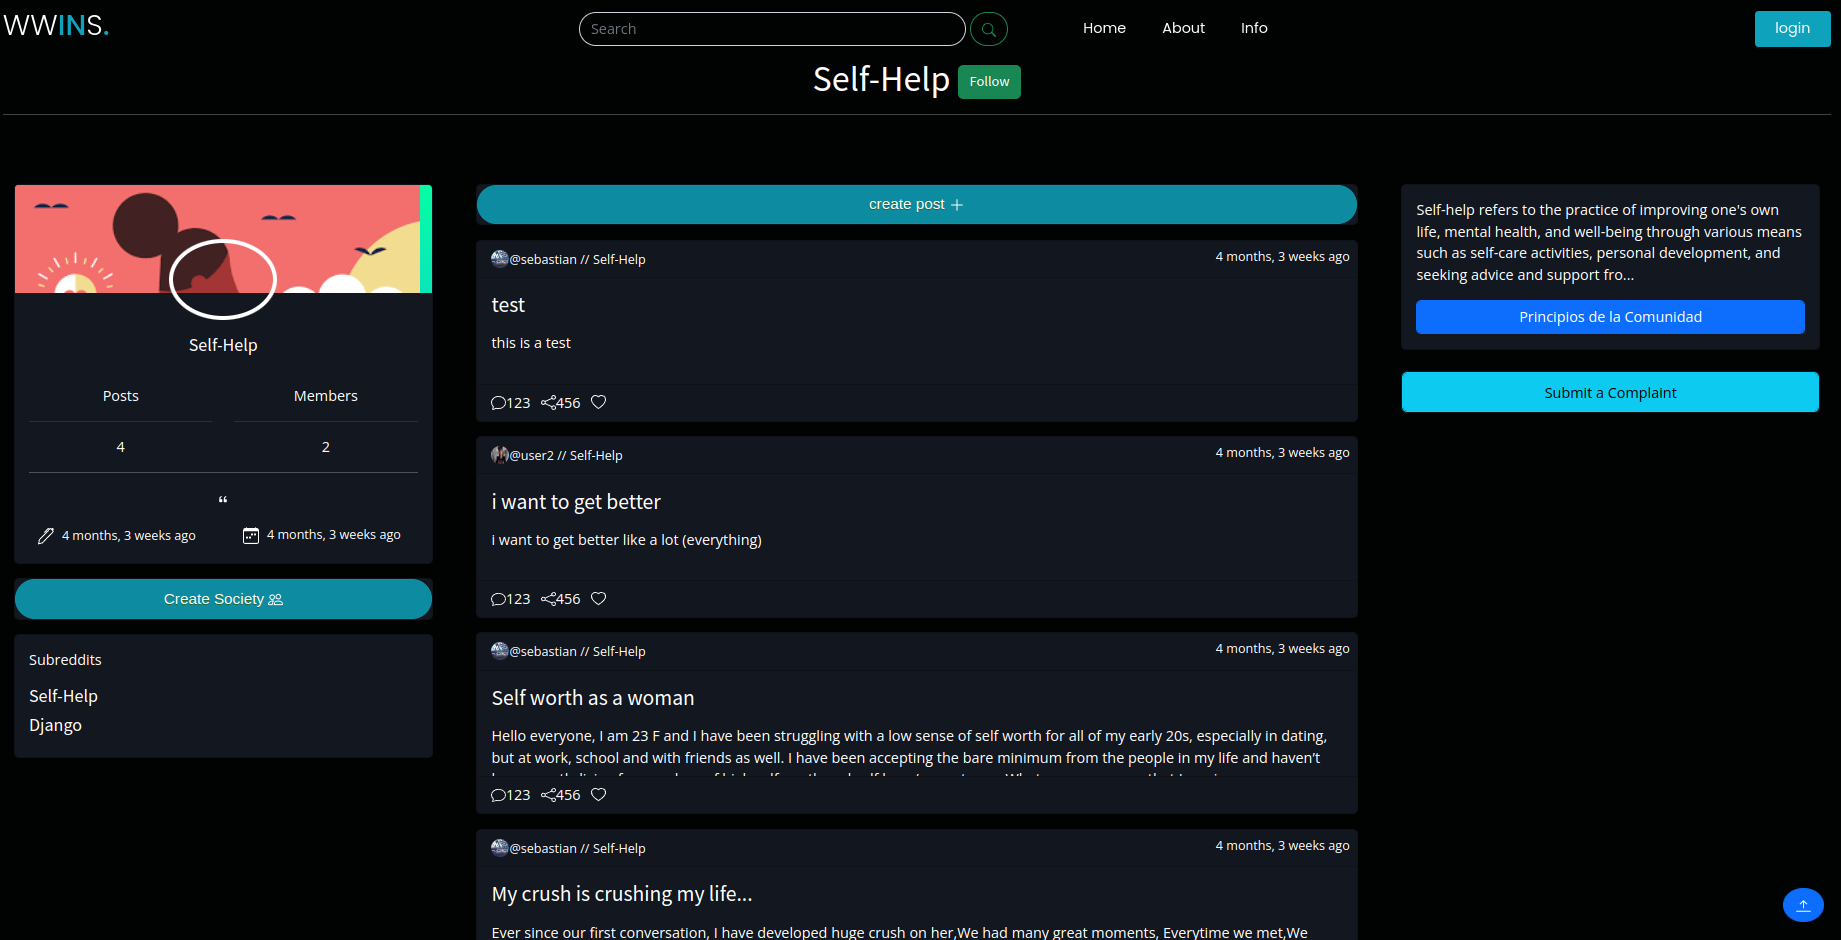 WWINS.
Search
Home About Info
login
Self-Help Follow
Self-Help
Posts Members
4 2
“
4 months, 3 weeks ago 4 months, 3 weeks ago
Create Society
Subreddits
Self-Help
Django
create post +
@sebastian // Self-Help 4 months, 3 weeks ago
test
this is a test
123 456
@user2 // Self-Help 4 months, 3 weeks ago
i want to get better
i want to get better like a lot (everything)
123 456
@sebastian // Self-Help 4 months, 3 weeks ago
Self worth as a woman
Hello everyone, I am 23 F and I have been struggling with a low sense of self worth for all of my early 20s, especially in dating,
but at work, school and with friends as well. I have been accepting the bare minimum from the people in my life and haven’t
123 456
@sebastian // Self-Help 4 months, 3 weeks ago
My crush is crushing my life...
Ever since our first conversation, I have developed huge crush on her,We had many great moments, Everytime we met,We
Self-help refers to the practice of improving one's own
life, mental health, and well-being through various means
such as self-care activities, personal development, and
seeking advice and support fro...
Principios de la Comunidad
Submit a Complaint